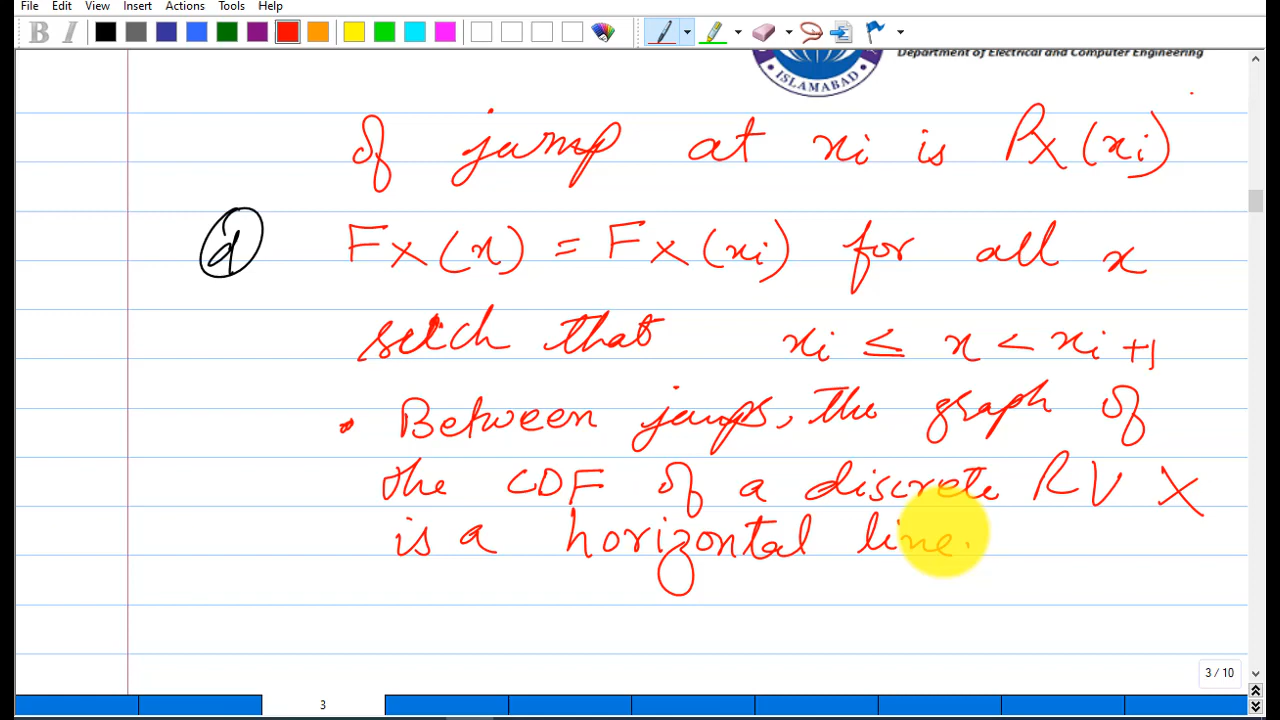 File Edit View Insert Actions Tools Help
B I
Department of Electrical and Computer Engineering
ISLAMABAD
of jump at xi is Px(xi)
d Fx(x) = Fx(xi) for all x
such that xi ≤ x < xi+1
• Between jumps, the graph of
the CDF of a discrete RV X
is a horizontal line.
3 / 10
3